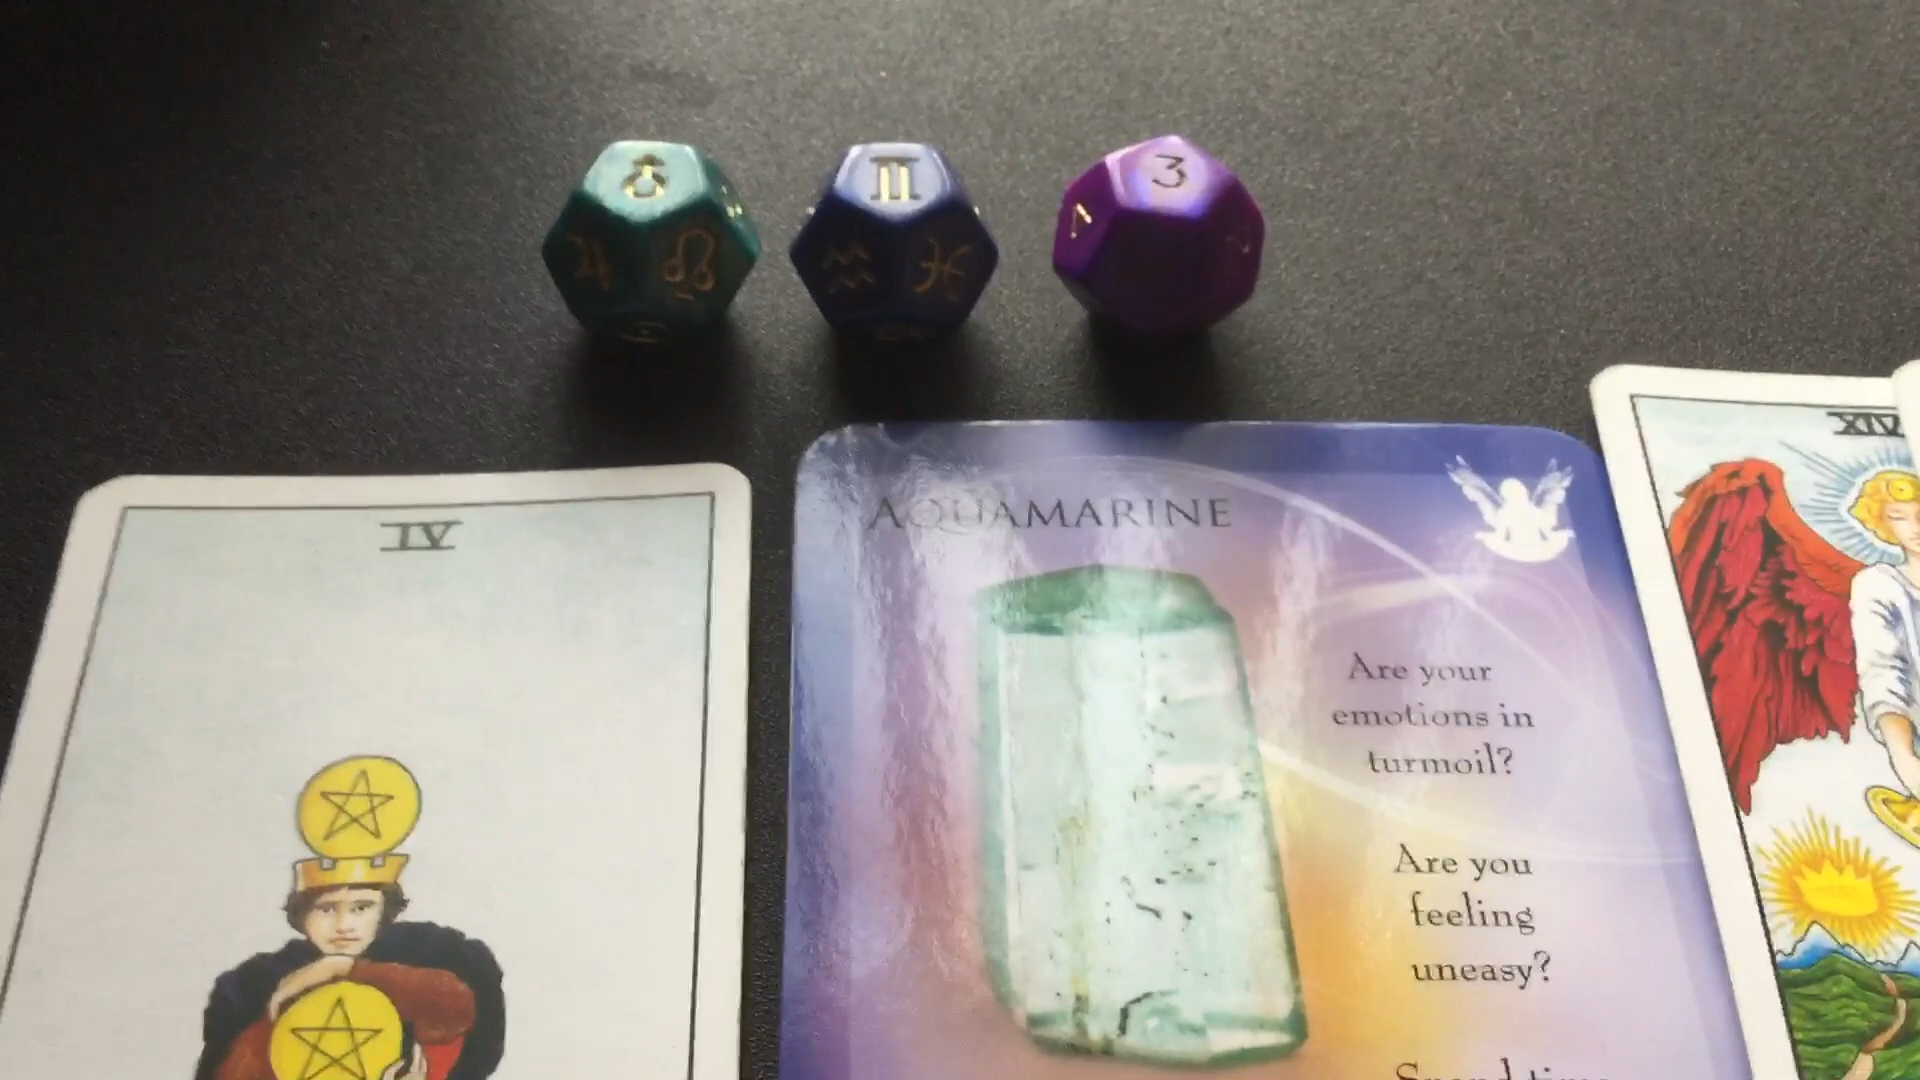 3
IV
AQUAMARINE
Are your
emotions in
turmoil?
Are you
feeling
uneasy?
XIV